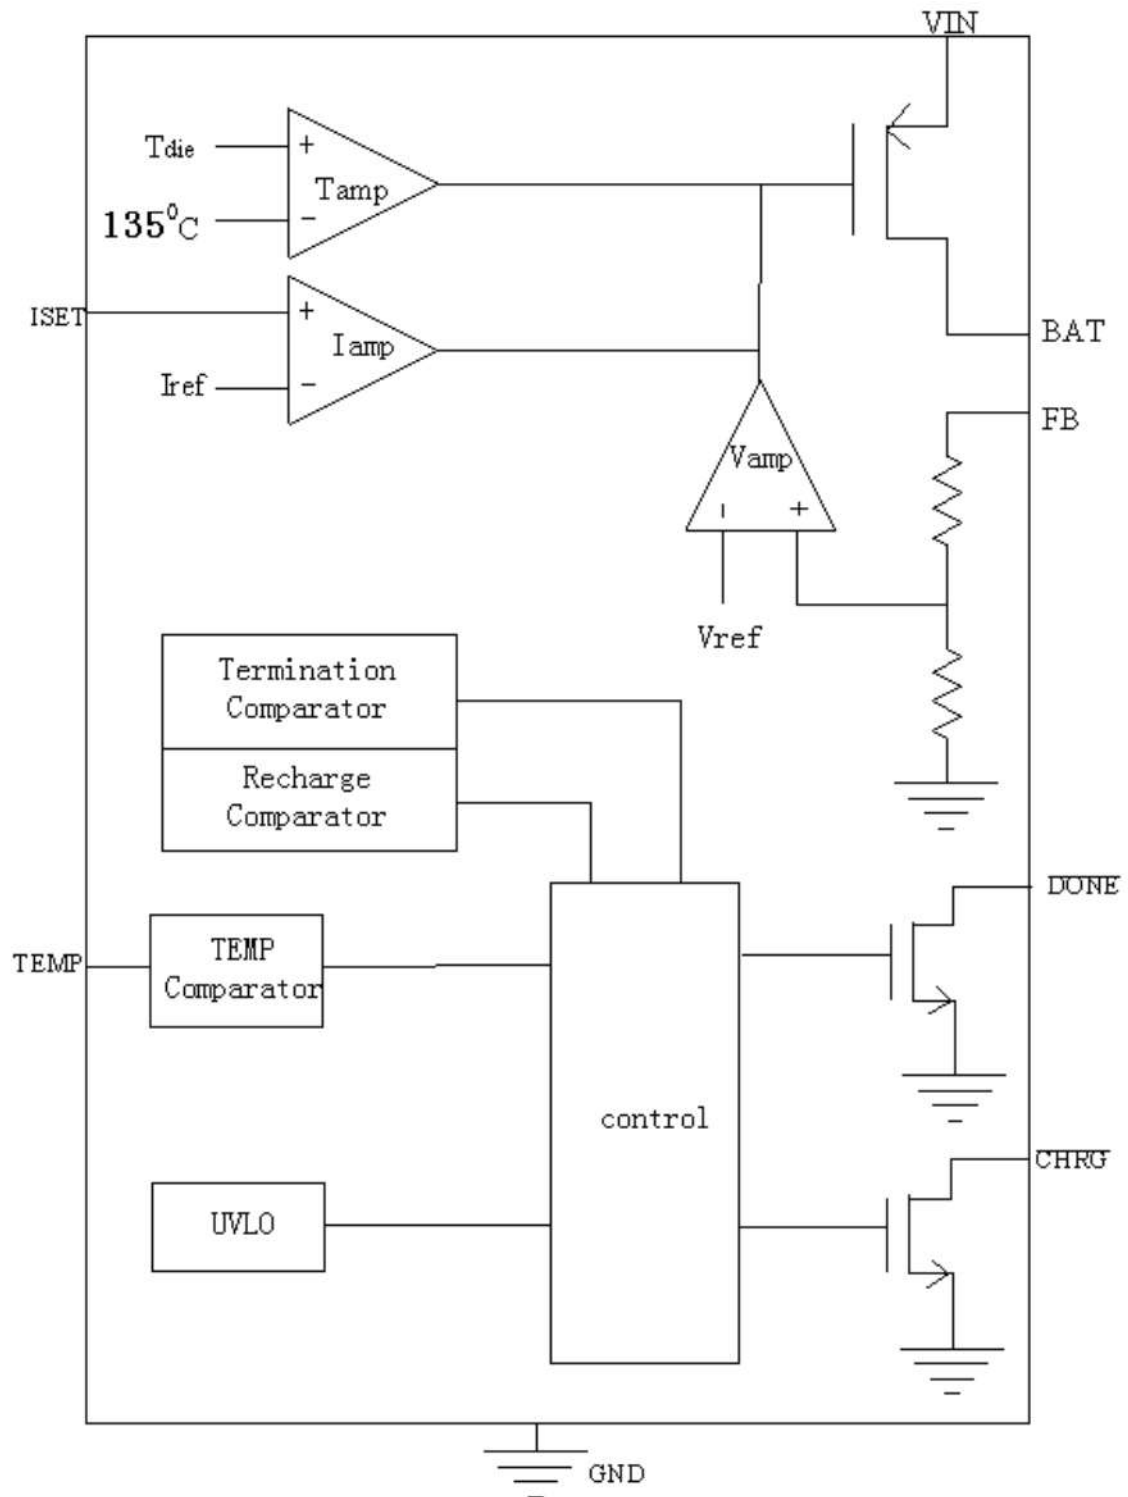 VIN
Tdie
+
Tamp
135⁰C
−
ISET
+
Iamp
Iref
−
BAT
FB
Vamp
− +
Vref
Termination
Comparator
Recharge
Comparator
DONE
TEMP
TEMP
Comparator
control
CHRG
UVLO
GND